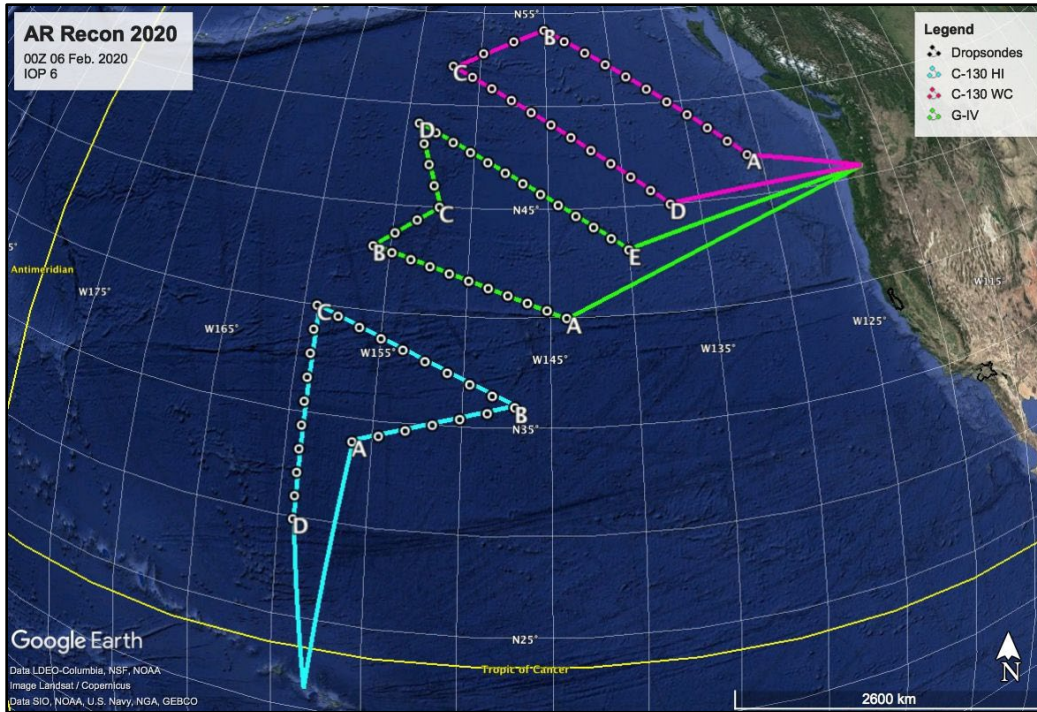 AR Recon 2020
00Z 06 Feb. 2020
IOP 6
Legend
Dropsondes
C-130 HI
C-130 WC
G-IV
N55°
B
C
A
D
D
N45°
C
B
E
A
Antimeridian
W175°
W165°
W155°
W145°
W135°
W125°
W115°
C
B
N35°
A
D
N25°
Tropic of Cancer
Google Earth
Data LDEO-Columbia, NSF, NOAA
Image Landsat / Copernicus
Data SIO, NOAA, U.S. Navy, NGA, GEBCO
N
2600 km